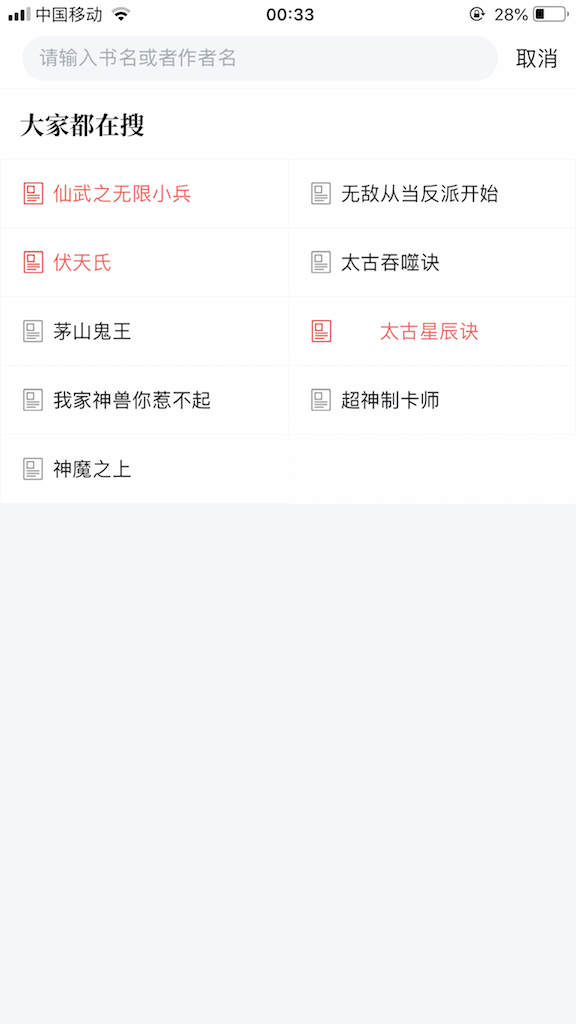 中国移动 00:33 28%
请输入书名或者作者名 取消
大家都在搜
仙武之无限小兵 无敌从当反派开始
伏天氏 太古吞噬诀
茅山鬼王 太古星辰诀
我家神兽你惹不起 超神制卡师
神魔之上